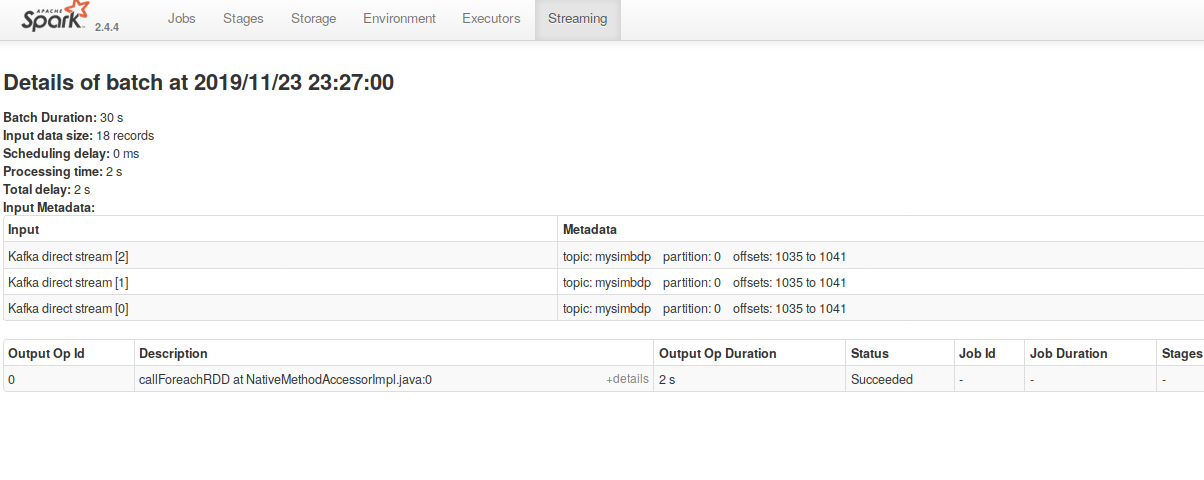 APACHE
Spark 2.4.4 Jobs Stages Storage Environment Executors Streaming
Details of batch at 2019/11/23 23:27:00
Batch Duration: 30 s
Input data size: 18 records
Scheduling delay: 0 ms
Processing time: 2 s
Total delay: 2 s
Input Metadata:
Input Metadata
Kafka direct stream [2] topic: mysimbdp partition: 0 offsets: 1035 to 1041
Kafka direct stream [1] topic: mysimbdp partition: 0 offsets: 1035 to 1041
Kafka direct stream [0] topic: mysimbdp partition: 0 offsets: 1035 to 1041
Output Op Id Description Output Op Duration Status Job Id Job Duration Stages
0 callForeachRDD at NativeMethodAccessorImpl.java:0 +details 2 s Succeeded - - -